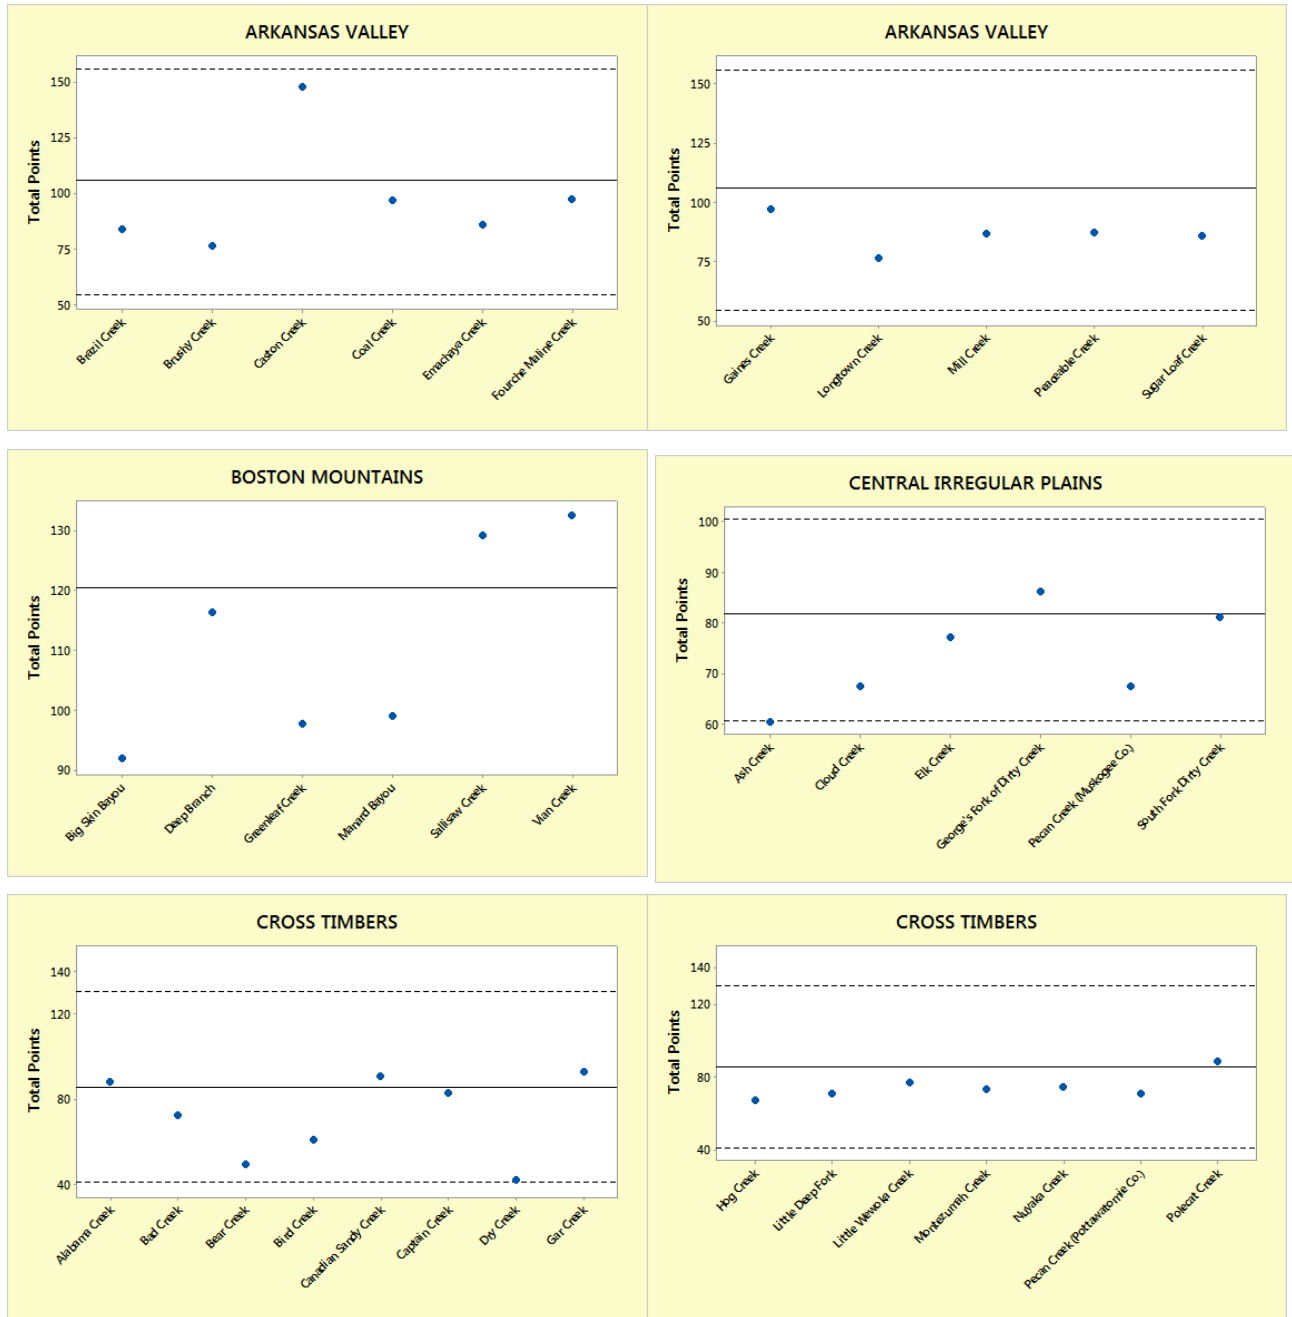 ARKANSAS VALLEY
Total Points
150
125
100
75
50
Brazil Creek
Brushy Creek
Caston Creek
Coal Creek
Emachaya Creek
Fourche Maline Creek
ARKANSAS VALLEY
Total Points
150
125
100
75
50
Gaines Creek
Longtown Creek
Mill Creek
Peaceable Creek
Sugar Loaf Creek
BOSTON MOUNTAINS
Total Points
130
120
110
100
90
Big Skin Bayou
Deep Branch
Greenleaf Creek
Manard Bayou
Sallisaw Creek
Vian Creek
CENTRAL IRREGULAR PLAINS
Total Points
100
90
80
70
60
Ash Creek
Cloud Creek
Elk Creek
George's Fork of Dirty Creek
Pecan Creek (Muskogee Co.)
South Fork Dirty Creek
CROSS TIMBERS
Total Points
140
120
80
40
Alabama Creek
Bad Creek
Bear Creek
Bird Creek
Canadian Sandy Creek
Captain Creek
Dry Creek
Gar Creek
CROSS TIMBERS
Total Points
140
120
80
40
Hog Creek
Little Deep Fork
Little Wewoka Creek
Montezumah Creek
Nuyaka Creek
Pecan Creek (Pottawatomie Co.)
Polecat Creek